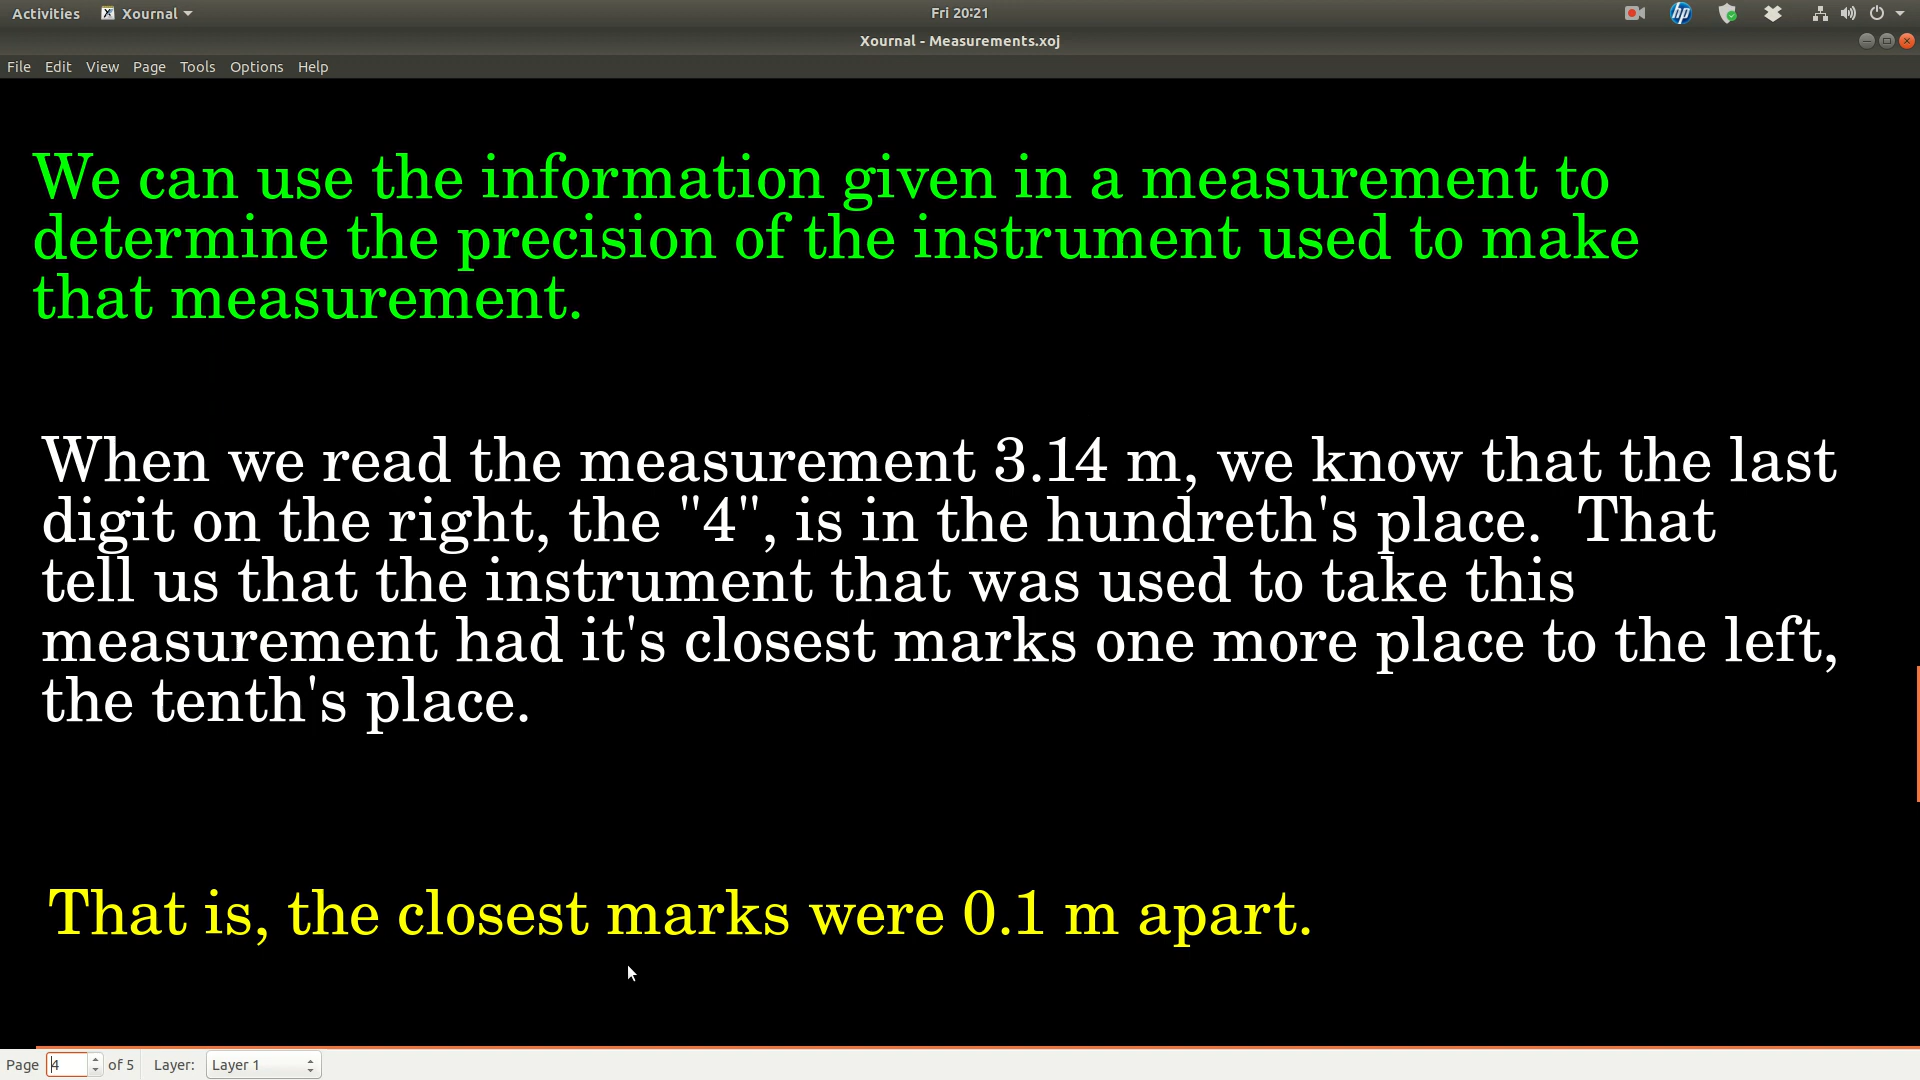 Activities Xournal Fri 20:21
Xournal - Measurements.xoj
File Edit View Page Tools Options Help
We can use the information given in a measurement to
determine the precision of the instrument used to make
that measurement.
When we read the measurement 3.14 m, we know that the last
digit on the right, the "4", is in the hundreth's place. That
tell us that the instrument that was used to take this
measurement had it's closest marks one more place to the left,
the tenth's place.
That is, the closest marks were 0.1 m apart.
Page 4 of 5 Layer: Layer 1